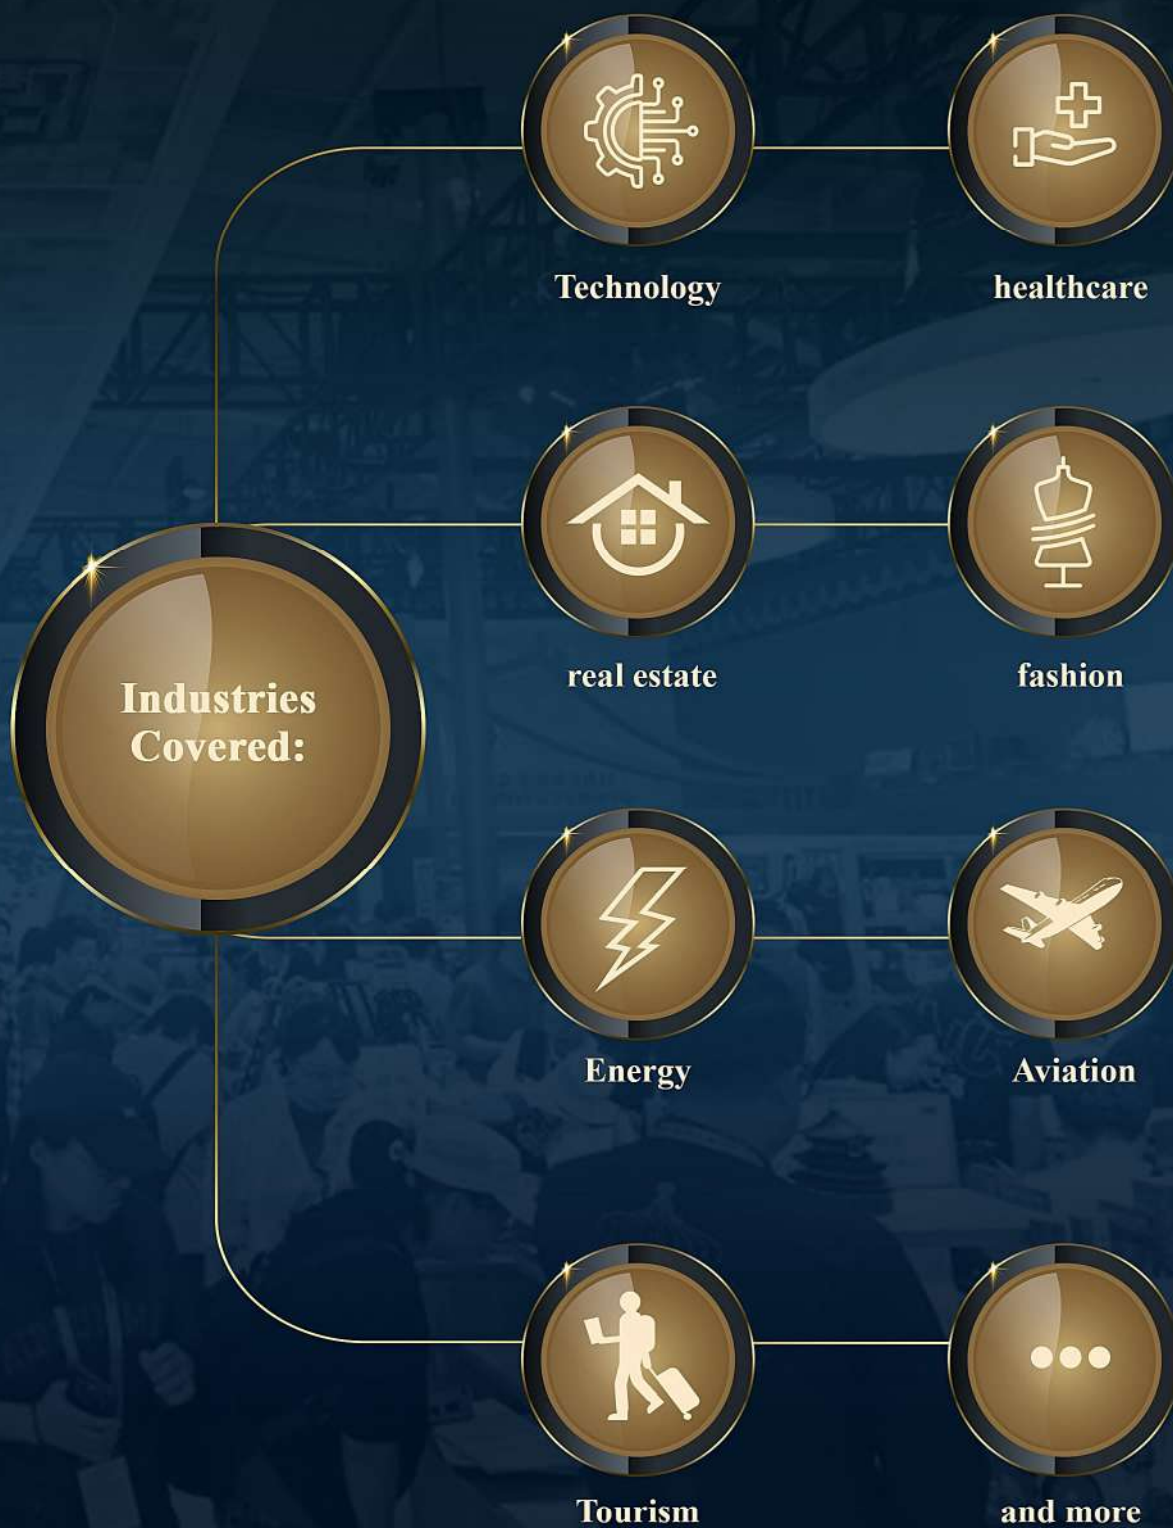 Technology
healthcare
real estate
fashion
Industries
Covered:
Energy
Aviation
Tourism
and more